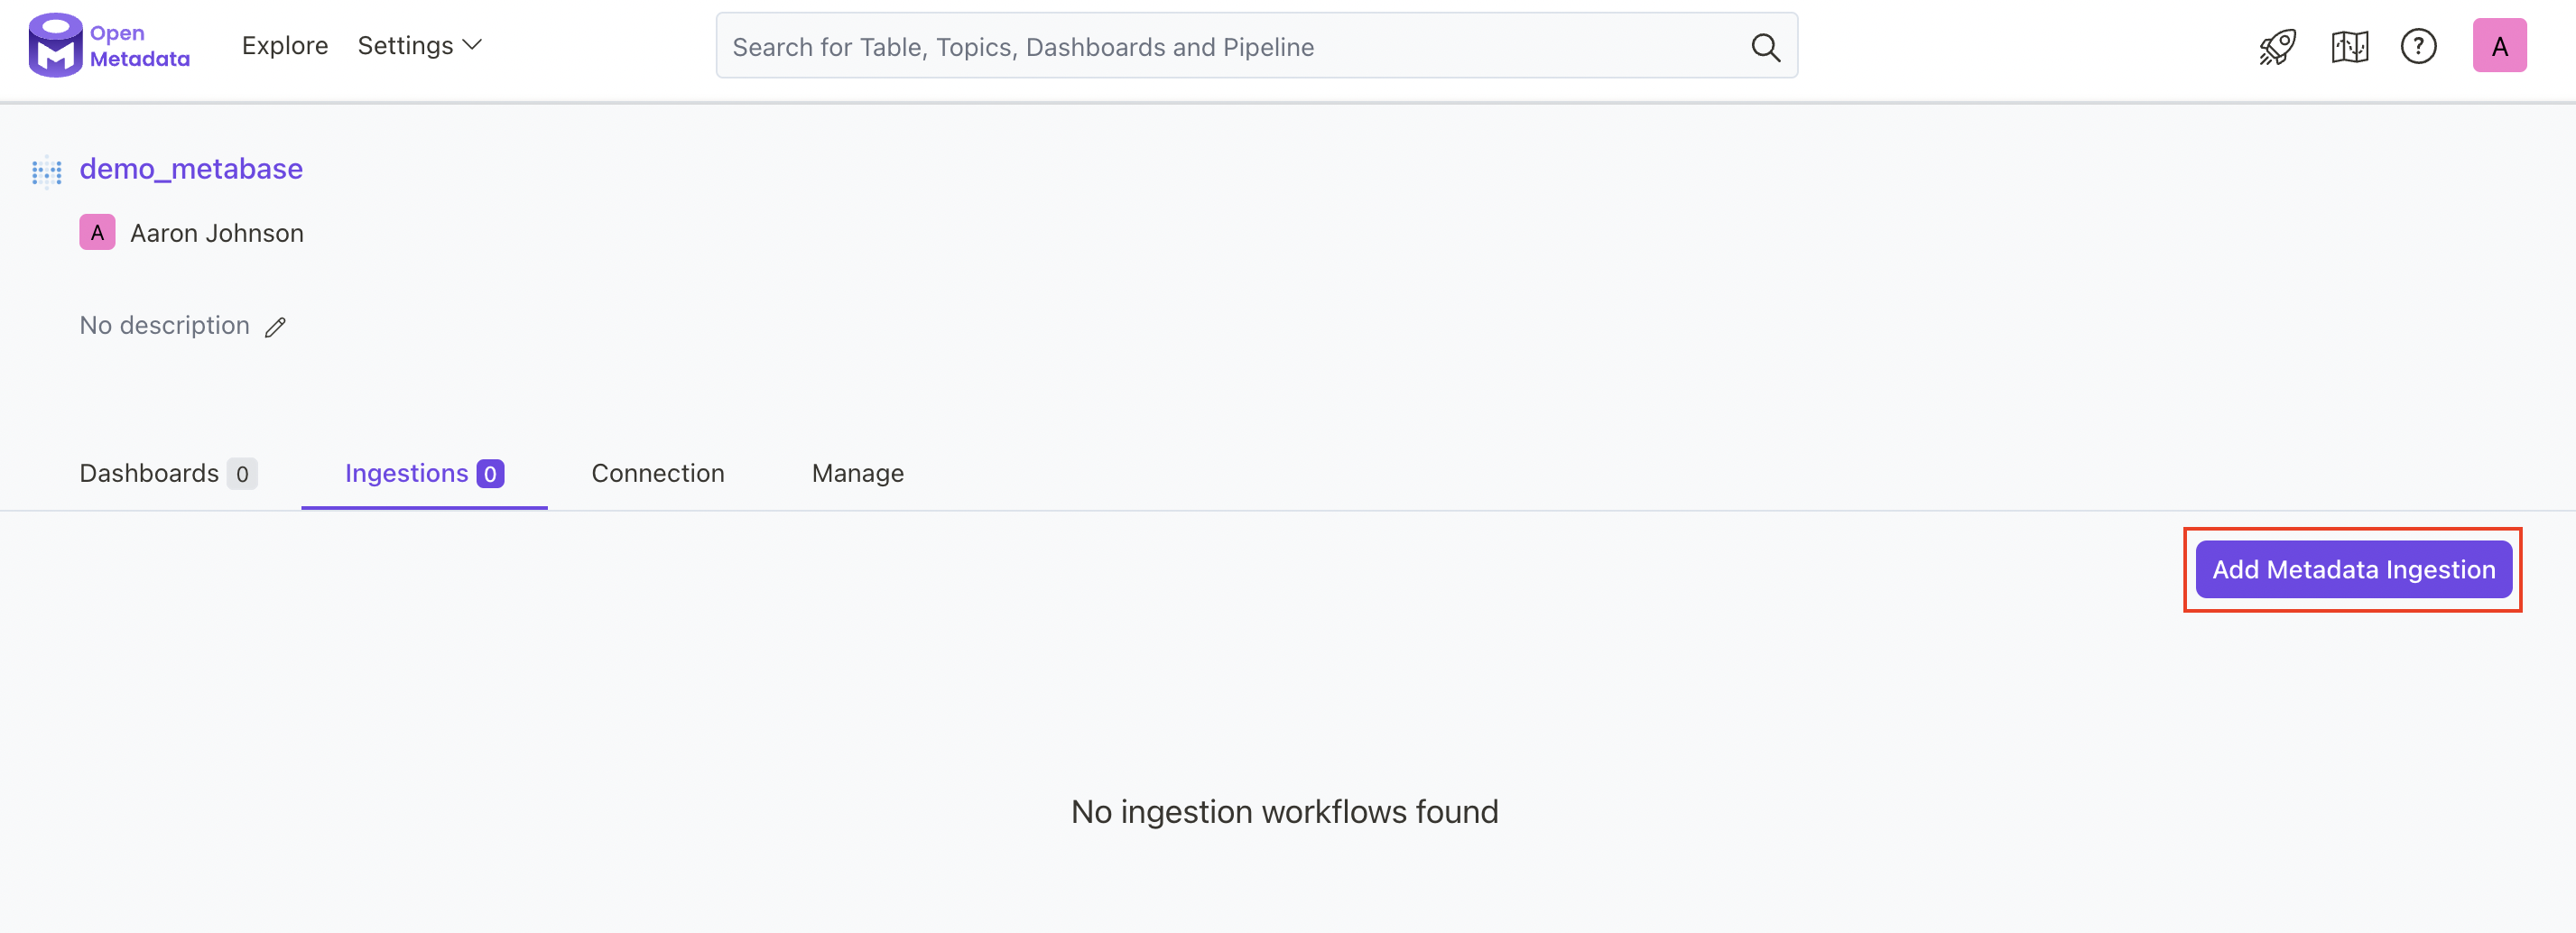 Open
Metadata
Explore Settings
Search for Table, Topics, Dashboards and Pipeline
?
A
demo_metabase
A Aaron Johnson
No description
Dashboards 0 Ingestions 0 Connection Manage
Add Metadata Ingestion
No ingestion workflows found